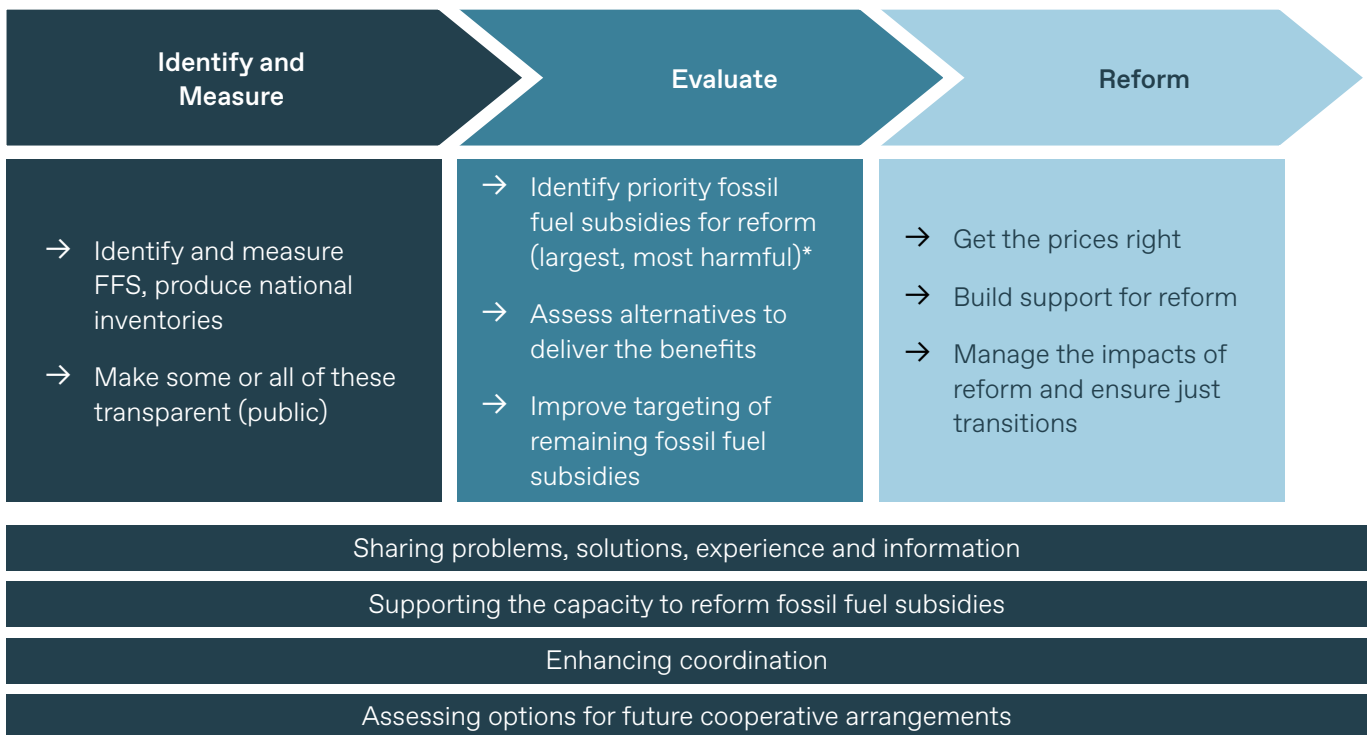 Identify and
Measure
Evaluate
Reform
→ Identify and measure
FFS, produce national
inventories
→ Make some or all of these
transparent (public)
→ Identify priority fossil
fuel subsidies for reform
(largest, most harmful)*
→ Assess alternatives to
deliver the benefits
→ Improve targeting of
remaining fossil fuel
subsidies
→ Get the prices right
→ Build support for reform
→ Manage the impacts of
reform and ensure just
transitions
Sharing problems, solutions, experience and information
Supporting the capacity to reform fossil fuel subsidies
Enhancing coordination
Assessing options for future cooperative arrangements